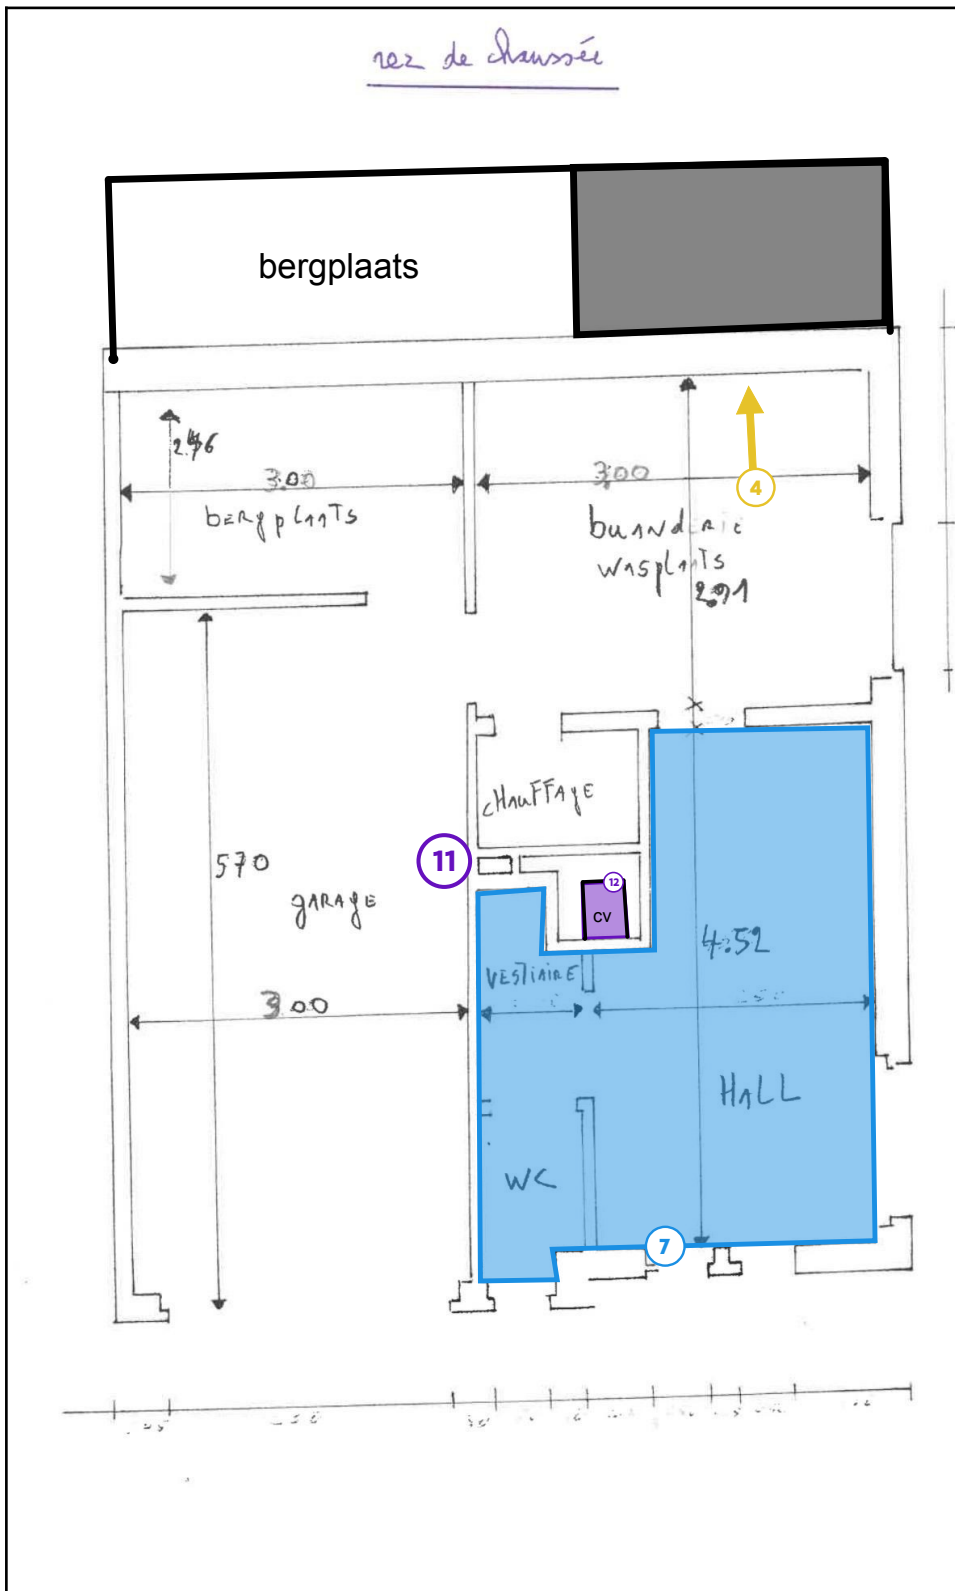 rez de chaussée
bergplaats
2.46
3.00
bergplaats
3.00
4
buanderie
wasplaats
2.91
chauffage
11
12
cv
570
garage
vestiaire
4.52
3.00
Hall
WC
7